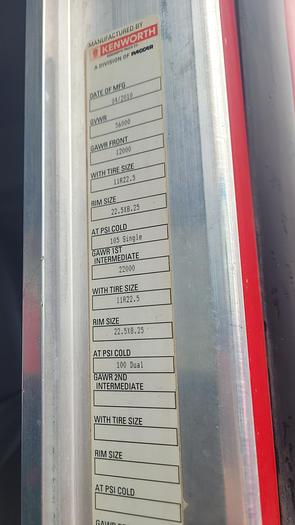 MANUFACTURED BY
KENWORTH
A DIVISION OF PACCAR
DATE OF MFG
04/2010
GVWR
56000
GAWR FRONT
12000
WITH TIRE SIZE
11R22.5
RIM SIZE
22.5X8.25
AT PSI COLD
105 Single
GAWR 1ST
INTERMEDIATE
22000
WITH TIRE SIZE
11R22.5
RIM SIZE
22.5X8.25
AT PSI COLD
100 Dual
GAWR 2ND
INTERMEDIATE
WITH TIRE SIZE
RIM SIZE
AT PSI COLD
GAWR